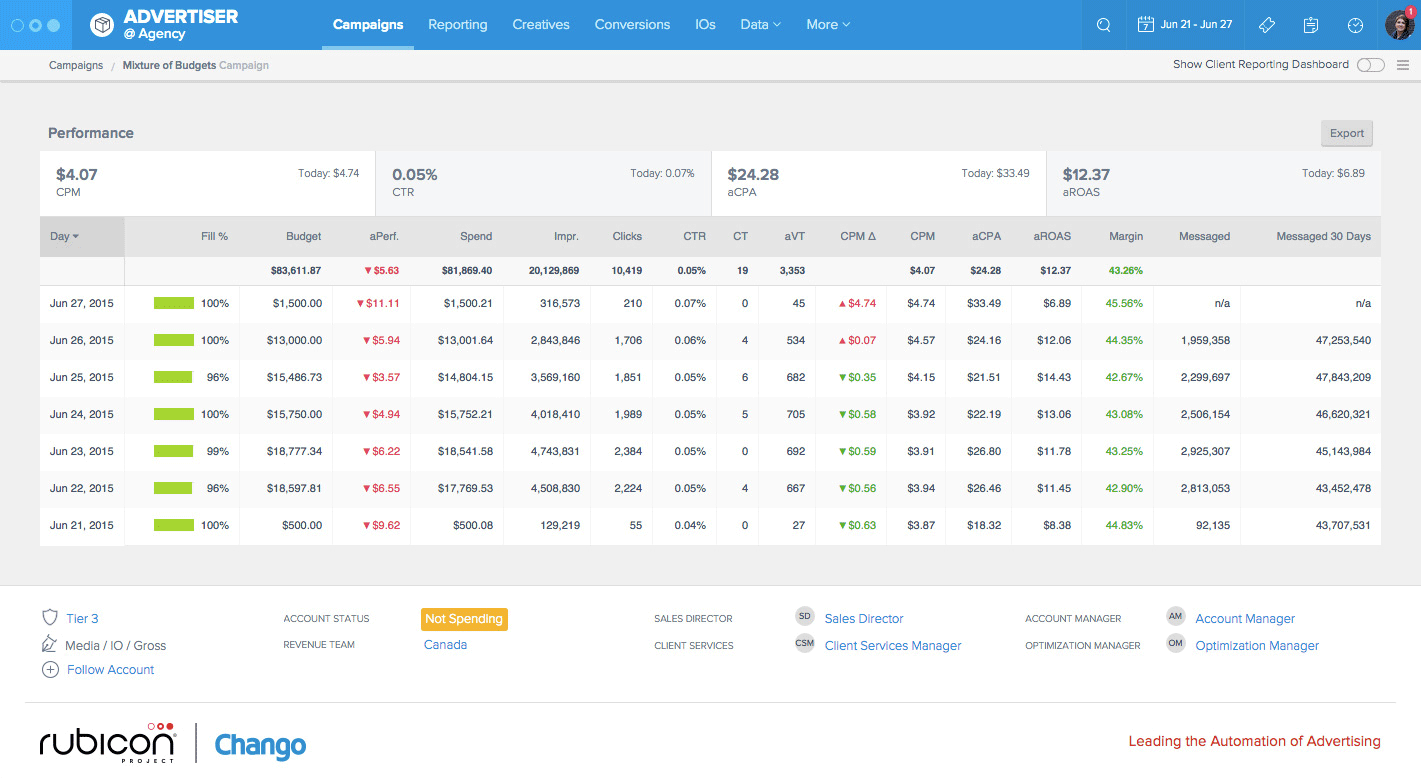 ADVERTISER
@ Agency
Campaigns Reporting Creatives Conversions IOs Data More
7 Jun 21 - Jun 27 1
Campaigns / Mixture of Budgets Campaign
Show Client Reporting Dashboard
Performance
Export
$4.07 Today: $4.74 0.05% Today: 0.07% $24.28 Today: $33.49 $12.37 Today: $6.89
CPM CTR aCPA aROAS
Day ▾ Fill % Budget aPerf. Spend Impr. Clicks CTR CT aVT CPM Δ CPM aCPA aROAS Margin Messaged Messaged 30 Days
$83,611.87 ▼$5.63 $81,869.40 20,129,869 10,419 0.05% 19 3,353 $4.07 $24.28 $12.37 43.26%
Jun 27, 2015 100% $1,500.00 ▼$11.11 $1,500.21 316,573 210 0.07% 0 45 ▲$4.74 $4.74 $33.49 $6.89 45.56% n/a n/a
Jun 26, 2015 100% $13,000.00 ▼$5.94 $13,001.64 2,843,846 1,706 0.06% 4 534 ▲$0.07 $4.57 $24.16 $12.06 44.35% 1,959,358 47,253,540
Jun 25, 2015 96% $15,486.73 ▼$3.57 $14,804.15 3,569,160 1,851 0.05% 6 682 ▼$0.35 $4.15 $21.51 $14.43 42.67% 2,299,697 47,843,209
Jun 24, 2015 100% $15,750.00 ▼$4.94 $15,752.21 4,018,410 1,989 0.05% 5 705 ▼$0.58 $3.92 $22.19 $13.06 43.08% 2,506,154 46,620,321
Jun 23, 2015 99% $18,777.34 ▼$6.22 $18,541.58 4,743,831 2,384 0.05% 0 692 ▼$0.59 $3.91 $26.80 $11.78 43.25% 2,925,307 45,143,984
Jun 22, 2015 96% $18,597.81 ▼$6.55 $17,769.53 4,508,830 2,224 0.05% 4 667 ▼$0.56 $3.94 $26.46 $11.45 42.90% 2,813,053 43,452,478
Jun 21, 2015 100% $500.00 ▼$9.62 $500.08 129,219 55 0.04% 0 27 ▼$0.63 $3.87 $18.32 $8.38 44.83% 92,135 43,707,531
Tier 3 ACCOUNT STATUS Not Spending SALES DIRECTOR SD Sales Director ACCOUNT MANAGER AM Account Manager
Media / IO / Gross REVENUE TEAM Canada CLIENT SERVICES CSM Client Services Manager OPTIMIZATION MANAGER OM Optimization Manager
Follow Account
rubicon PROJECT Chango
Leading the Automation of Advertising